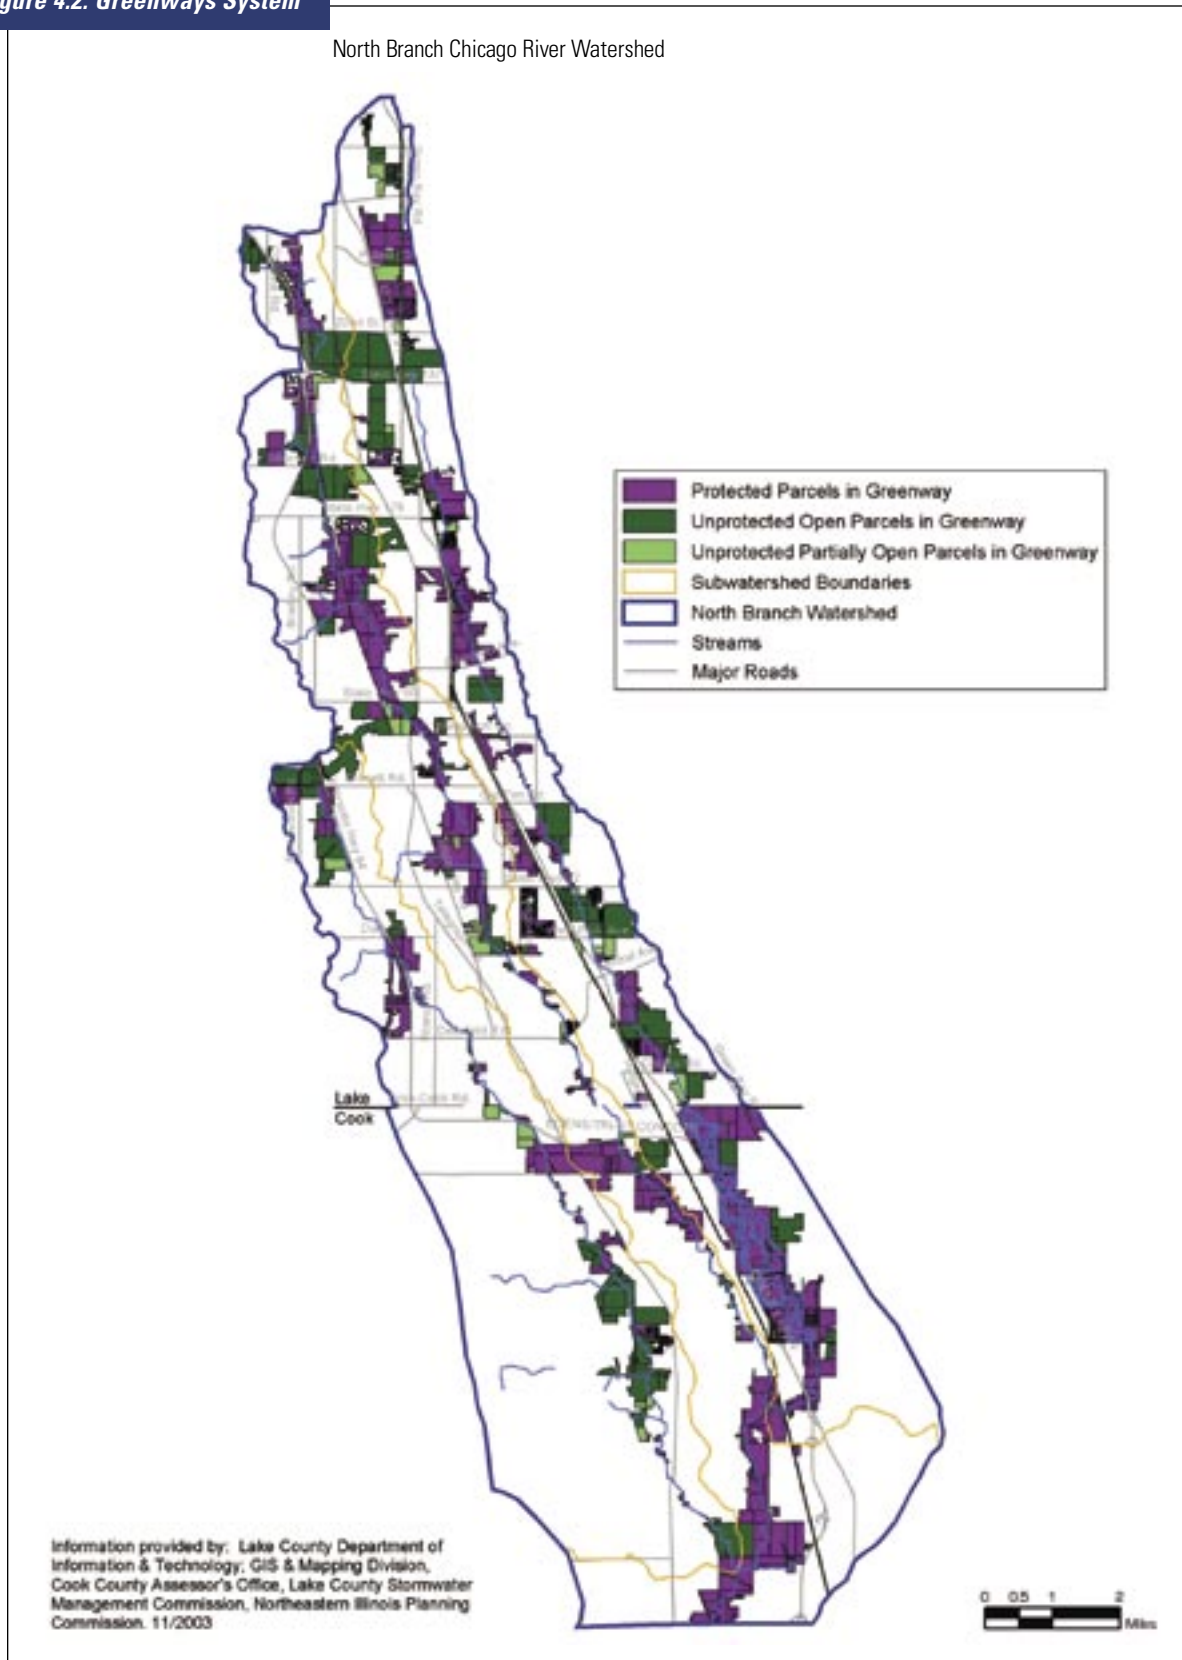 gure 4.2. Greenways System
North Branch Chicago River Watershed
Protected Parcels in Greenway
Unprotected Open Parcels in Greenway
Unprotected Partially Open Parcels in Greenway
Subwatershed Boundaries
North Branch Watershed
Streams
Major Roads
Lake
Cook
Information provided by: Lake County Department of
Information & Technology; GIS & Mapping Division,
Cook County Assessor's Office, Lake County Stormwater
Management Commission, Northeastern Illinois Planning
Commission. 11/2003
0 0.5 1 2
Miles